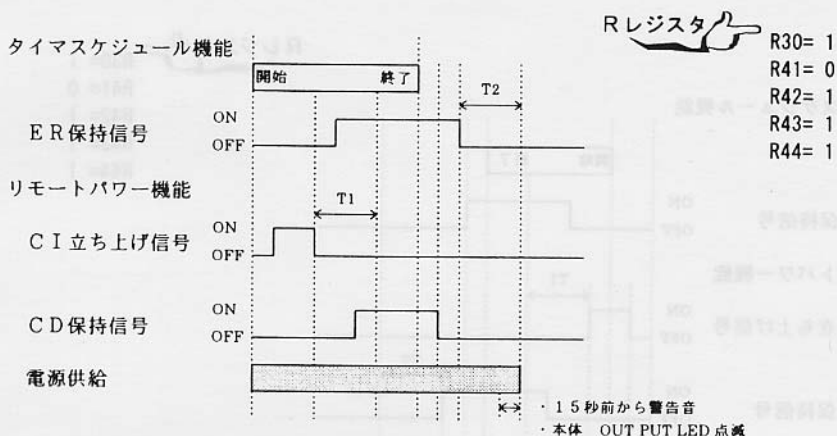 Rレジスタ
R30= 1
R41= 0
R42= 1
R43= 1
R44= 1
タイマスケジュール機能
開始 終了
T2
ER保持信号
ON
OFF
リモートパワー機能
T1
CI立ち上げ信号
ON
OFF
CD保持信号
ON
OFF
電源供給
・15秒前から警告音
・本体 OUT PUT LED 点滅